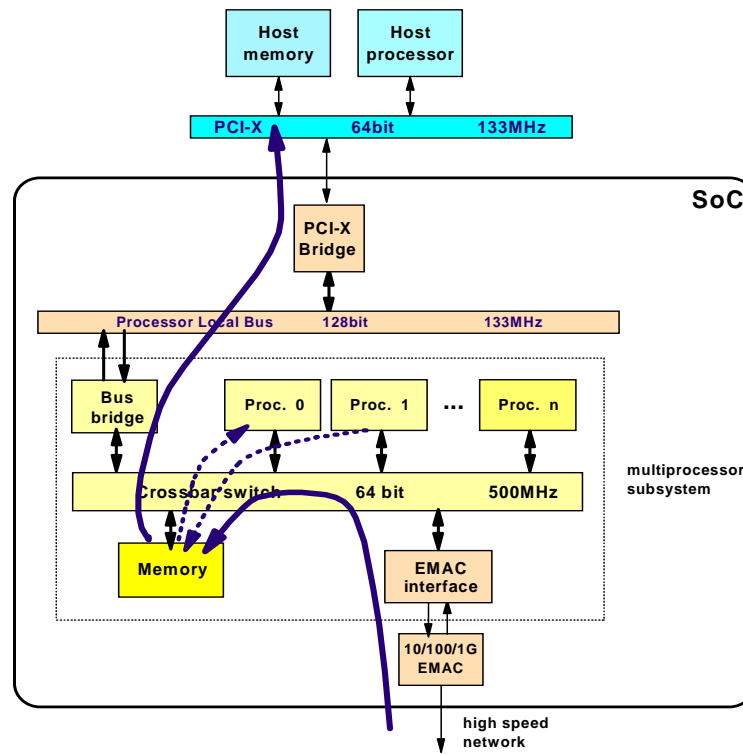 Host
memory
Host
processor
PCI-X 64bit 133MHz
SoC
PCI-X
Bridge
Processor Local Bus 128bit 133MHz
Bus
bridge
Proc. 0
Proc. 1
...
Proc. n
Crossbar switch 64 bit 500MHz
multiprocessor
subsystem
Memory
EMAC
interface
10/100/1G
EMAC
high speed
network